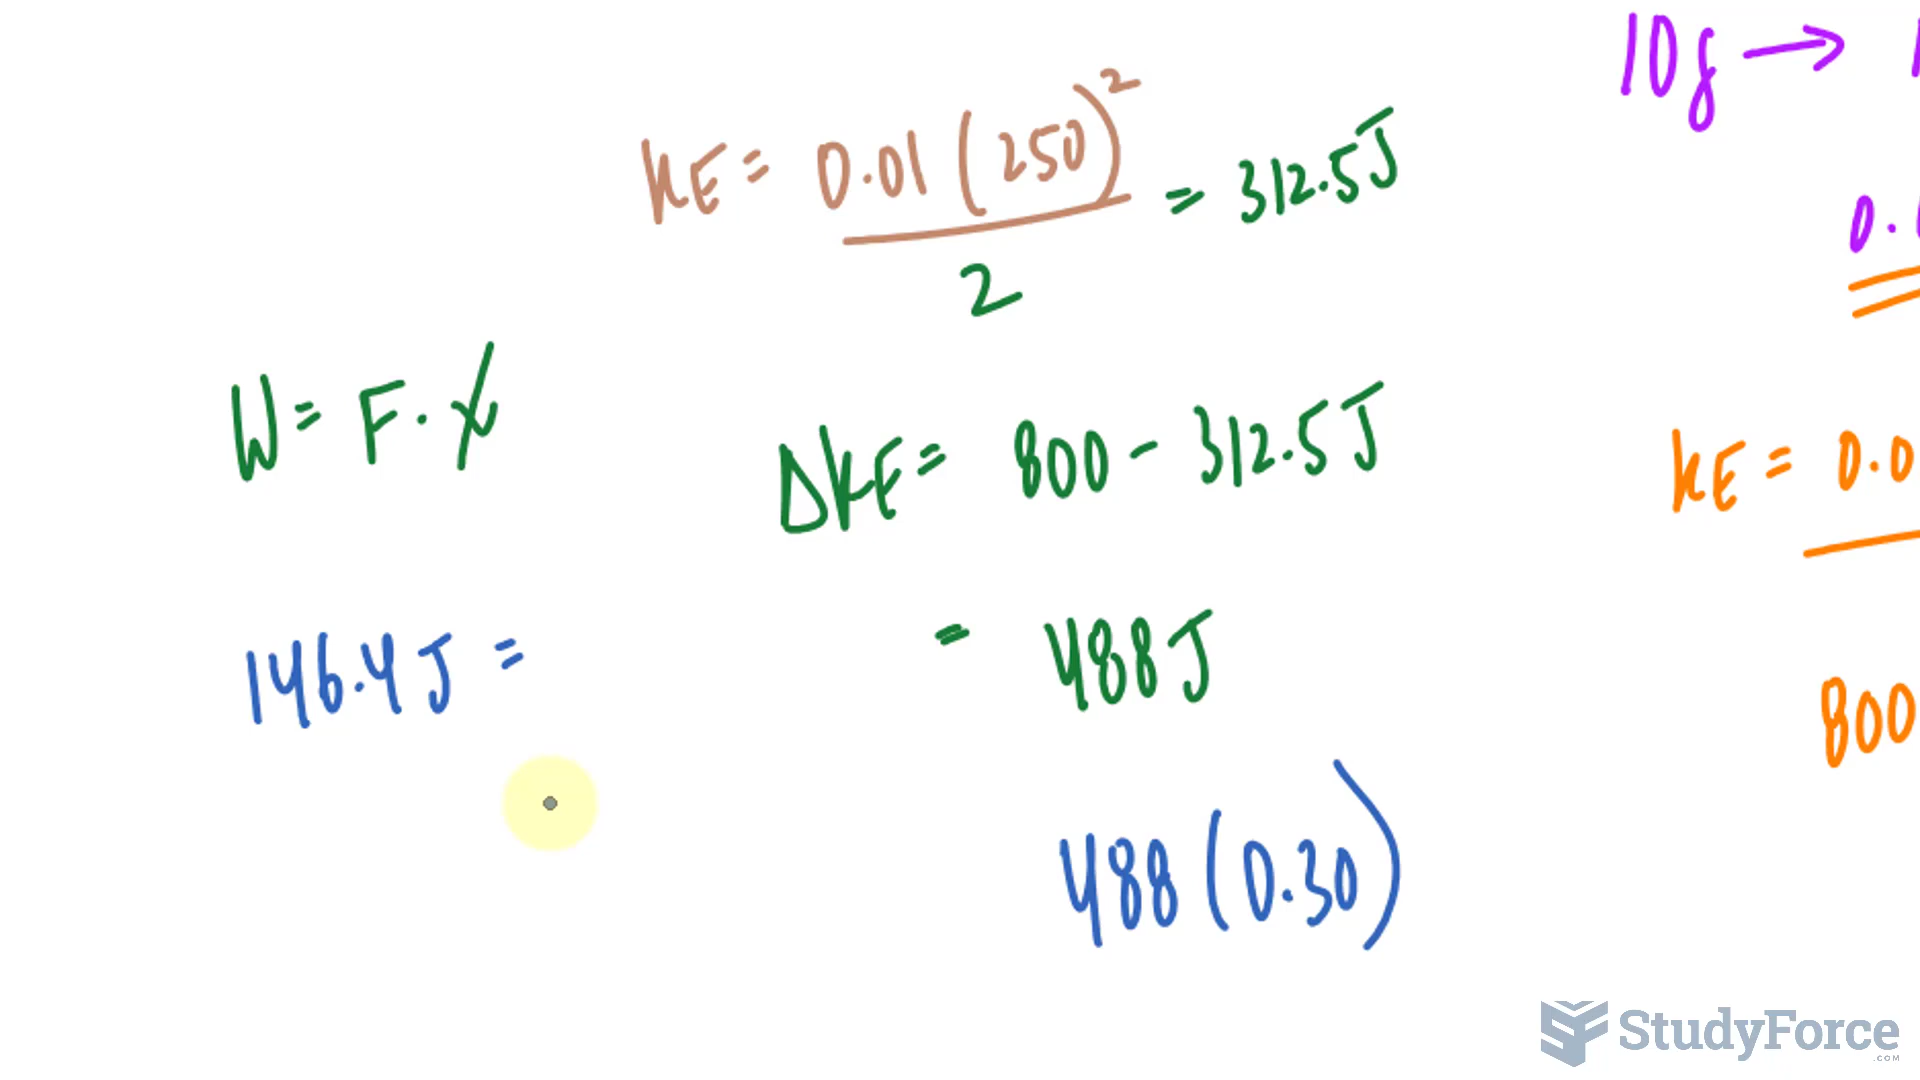 10g →
KE = 0.01 (250)² / 2 = 312.5J
0.
W = F · x
ΔKE = 800 - 312.5J
KE = 0.0
146.4J =
= 488J
800
488 (0.30)
StudyForce
.COM